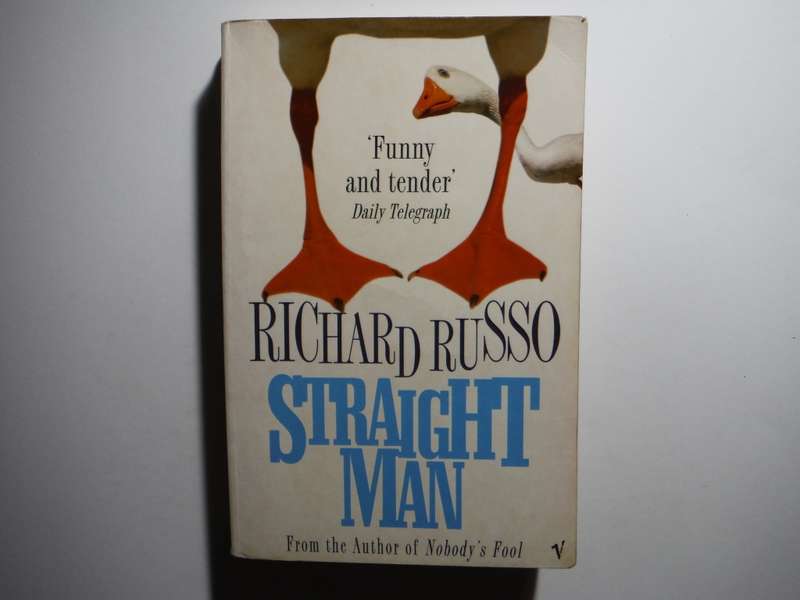 'Funny
and tender'
Daily Telegraph
RICHARD RUSSO
STRAIGHT
MAN
From the Author of Nobody's Fool
V